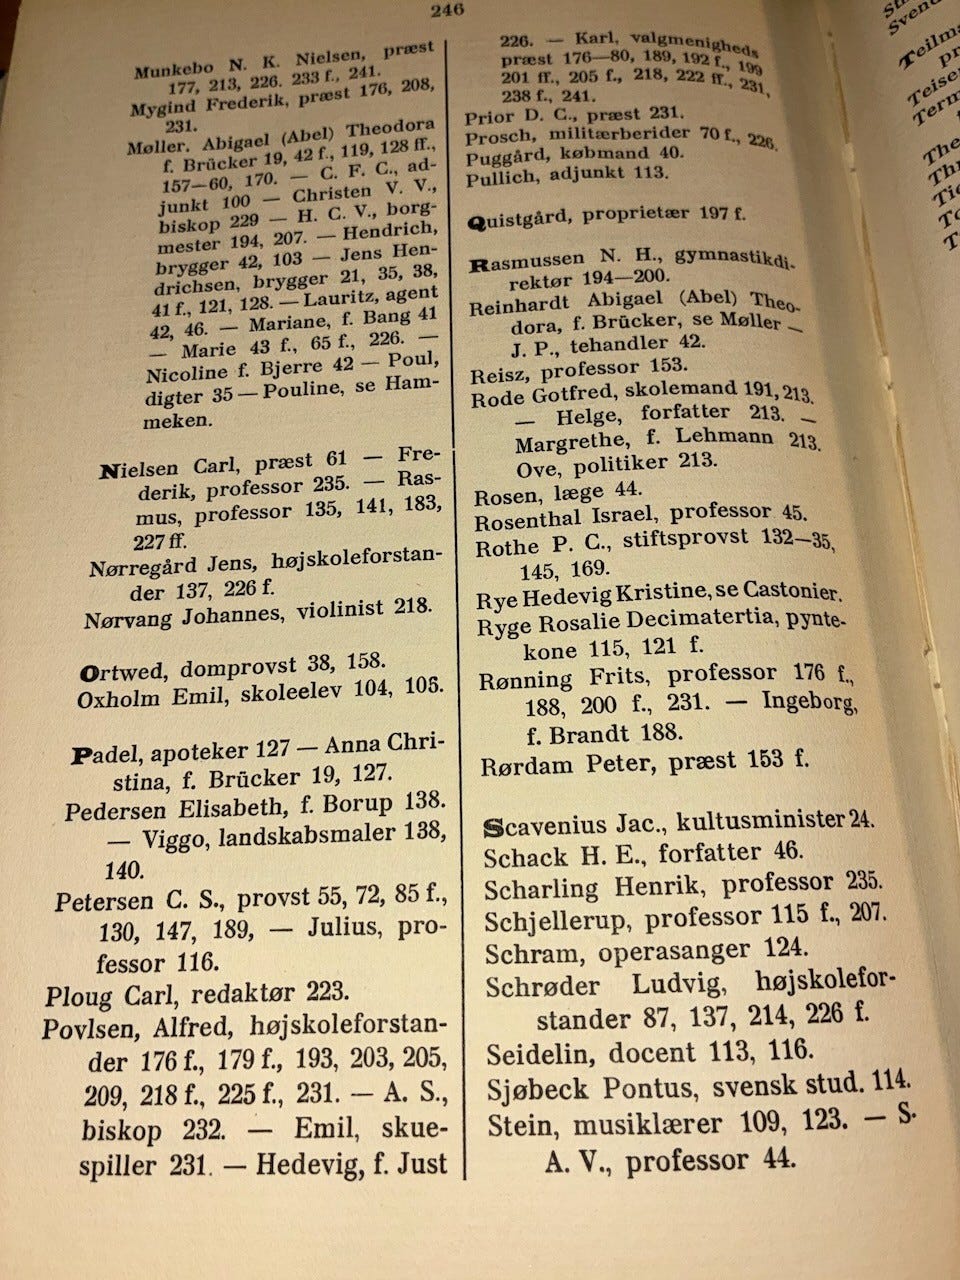 246
Munkebo N. K. Nielsen, præst
177, 213, 226. 233 f., 241.
Mygind Frederik, præst 176, 208,
231.
Møller. Abigael (Abel) Theodora
f. Brücker 19, 42 f., 119, 128 ff.,
157—60, 170. — C. F. C., ad-
junkt 100 — Christen V. V.,
biskop 229 — H. C. V., borg-
mester 194, 207. — Hendrich,
brygger 42, 103 — Jens Hen-
drichsen, brygger 21, 35, 38,
41 f., 121, 128. — Lauritz, agent
42, 46. — Mariane, f. Bang 41
— Marie 43 f., 65 f., 226. —
Nicoline f. Bjerre 42 — Poul,
digter 35 — Pouline, se Ham-
meken.
Nielsen Carl, præst 61 — Fre-
derik, professor 235. — Ras-
mus, professor 135, 141, 183,
227 ff.
Nørregård Jens, højskoleforstan-
der 137, 226 f.
Nørvang Johannes, violinist 218.
Ortwed, domprovst 38, 158.
Oxholm Emil, skoleelev 104, 105.
Padel, apoteker 127 — Anna Chri-
stina, f. Brücker 19, 127.
Pedersen Elisabeth, f. Borup 138.
— Viggo, landskabsmaler 138,
140.
Petersen C. S., provst 55, 72, 85 f.,
130, 147, 189, — Julius, pro-
fessor 116.
Ploug Carl, redaktør 223.
Povlsen, Alfred, højskoleforstan-
der 176 f., 179 f., 193, 203, 205,
209, 218 f., 225 f., 231. — A. S.,
biskop 232. — Emil, skue-
spiller 231. — Hedevig, f. Just
226. — Karl, valgmenigheds
præst 176—80, 189, 192 f., 199
201 ff., 205 f., 218, 222 ff., 231,
238 f., 241.
Prior D. C., præst 231.
Prosch, militærberider 70 f., 226.
Puggård, købmand 40.
Pullich, adjunkt 113.
Quistgård, proprietær 197 f.
Rasmussen N. H., gymnastikdi-
rektør 194—200.
Reinhardt Abigael (Abel) Theo-
dora, f. Brücker, se Møller —
J. P., tehandler 42.
Reisz, professor 153.
Rode Gotfred, skolemand 191, 213.
— Helge, forfatter 213. —
Margrethe, f. Lehmann 213.
Ove, politiker 213.
Rosen, læge 44.
Rosenthal Israel, professor 45.
Rothe P. C., stiftsprovst 132—35,
145, 169.
Rye Hedevig Kristine, se Castonier.
Ryge Rosalie Decimatertia, pynte-
kone 115, 121 f.
Rønning Frits, professor 176 f.,
188, 200 f., 231. — Ingeborg,
f. Brandt 188.
Rørdam Peter, præst 153 f.
Scavenius Jac., kultusminister 24.
Schack H. E., forfatter 46.
Scharling Henrik, professor 235.
Schjellerup, professor 115 f., 207.
Schram, operasanger 124.
Schrøder Ludvig, højskolefor-
stander 87, 137, 214, 226 f.
Seidelin, docent 113, 116.
Sjøbeck Pontus, svensk stud. 114.
Stein, musiklærer 109, 123. — S.
A. V., professor 44.